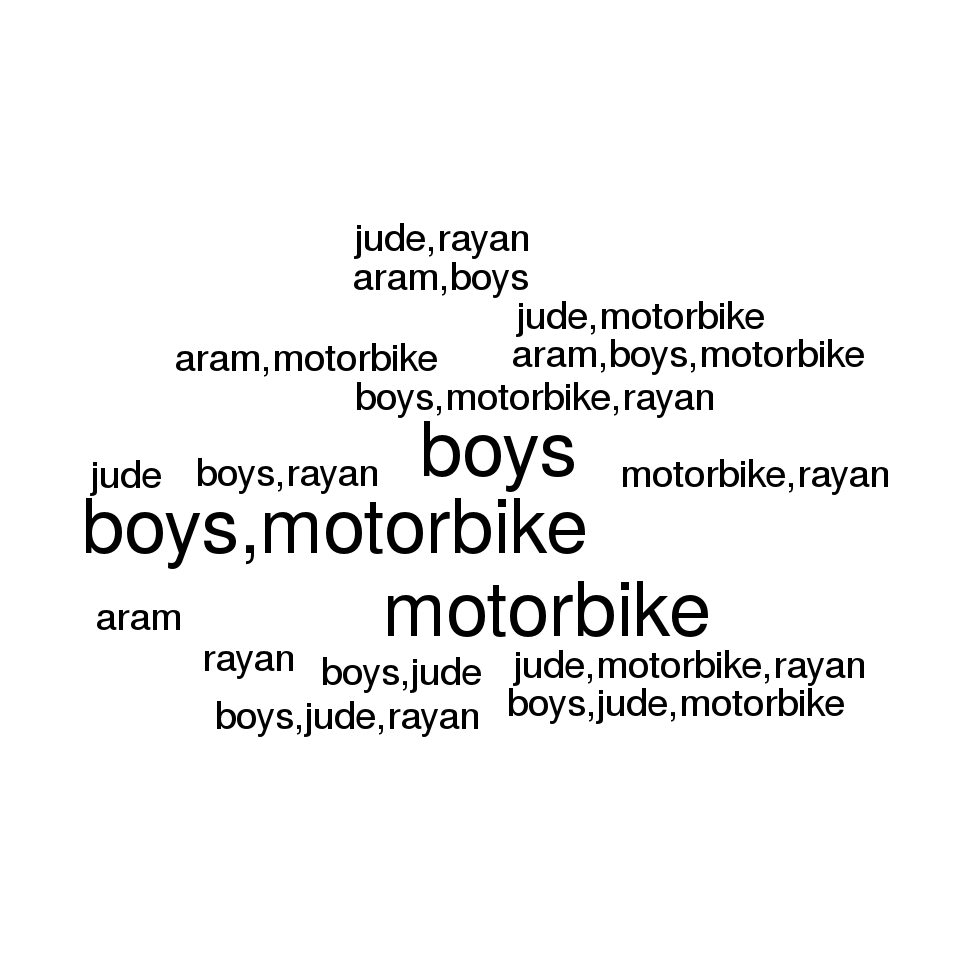 jude,rayan
aram,boys
jude,motorbike
aram,motorbike
aram,boys,motorbike
boys,motorbike,rayan
boys
jude
boys,rayan
motorbike,rayan
boys,motorbike
motorbike
aram
rayan
boys,jude
jude,motorbike,rayan
boys,jude,rayan
boys,jude,motorbike